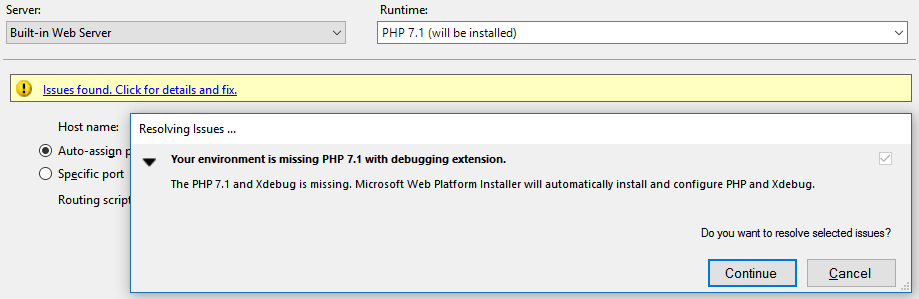 Server:
Runtime:
Built-in Web Server
PHP 7.1 (will be installed)
Issues found. Click for details and fix.
Host name:
Resolving Issues ...
Auto-assign
Your environment is missing PHP 7.1 with debugging extension.
Specific port
The PHP 7.1 and Xdebug is missing. Microsoft Web Platform Installer will automatically install and configure PHP and Xdebug.
Routing script
Do you want to resolve selected issues?
Continue
Cancel